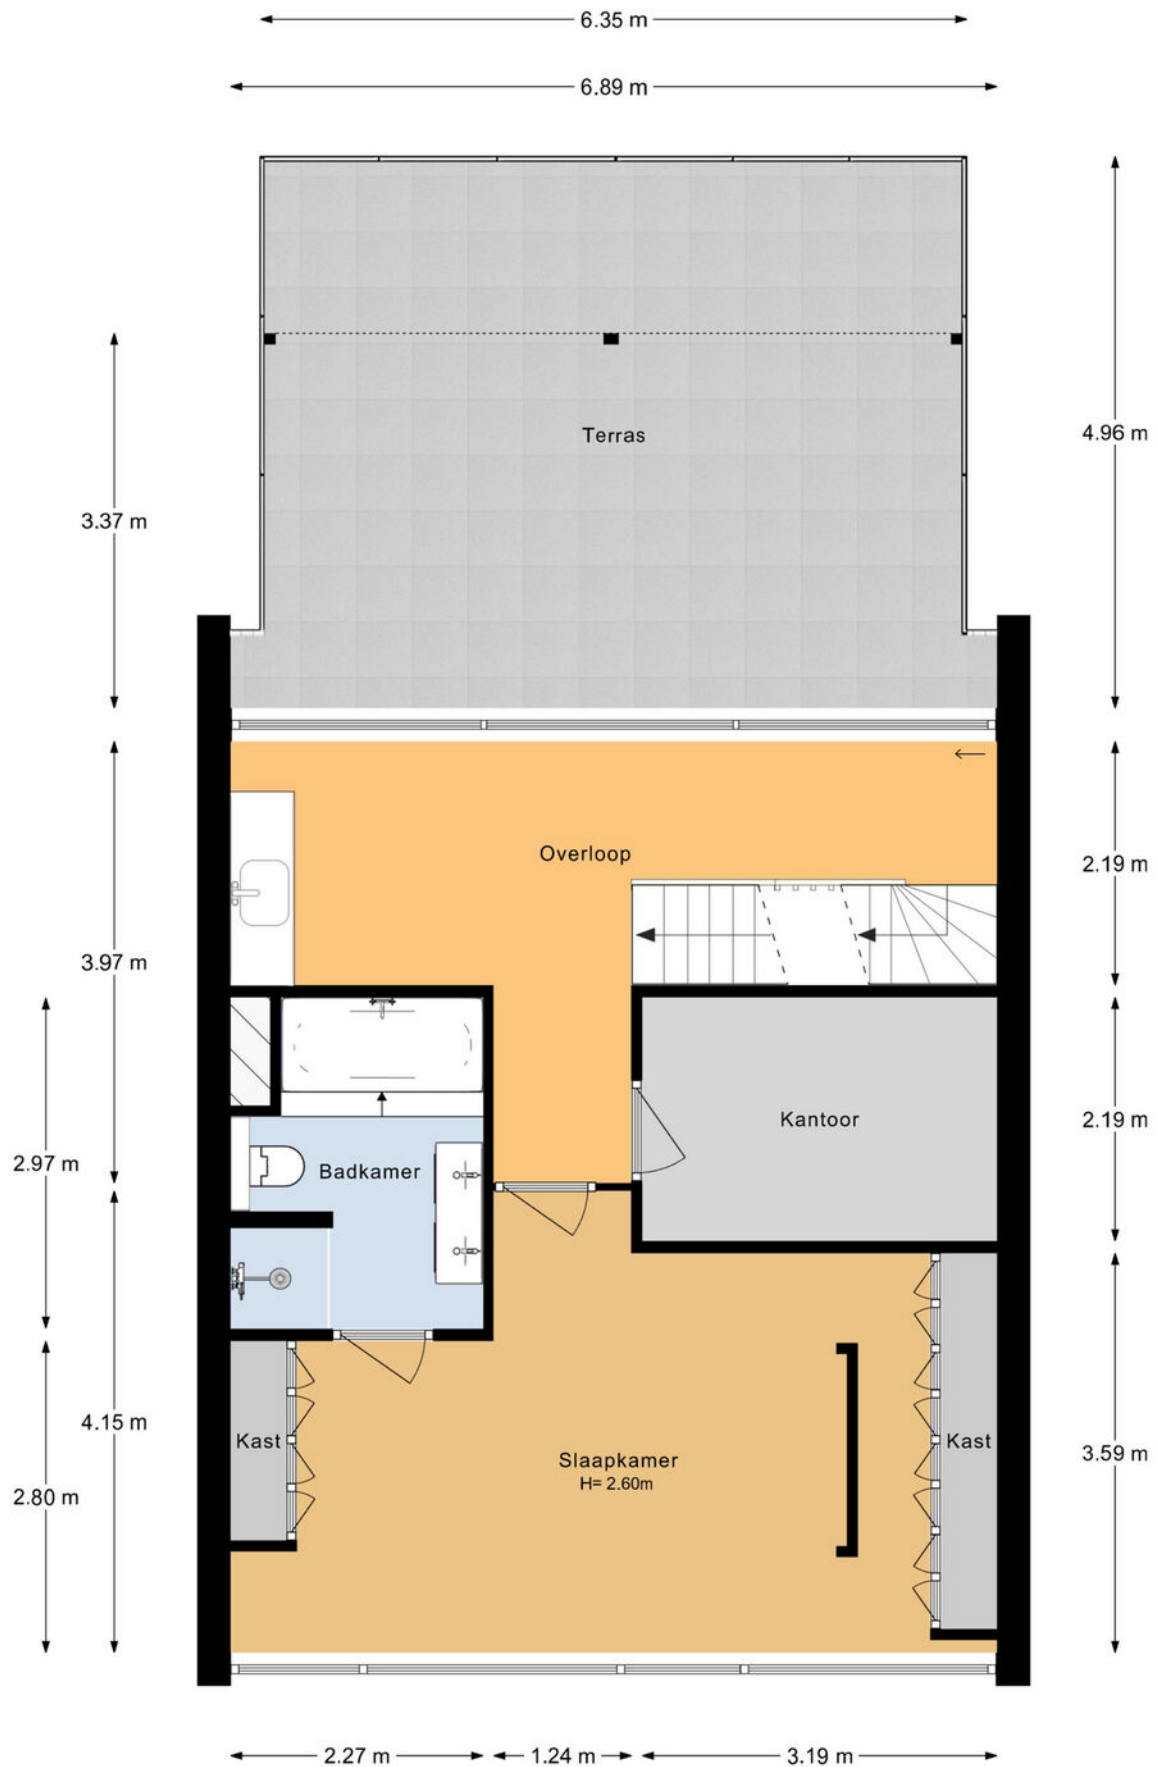 6.35 m
6.89 m
4.96 m
Terras
3.37 m
Overloop
2.19 m
3.97 m
Kantoor
2.19 m
2.97 m
Badkamer
4.15 m
Kast
Kast
Slaapkamer
H= 2.60m
3.59 m
2.80 m
2.27 m
1.24 m
3.19 m